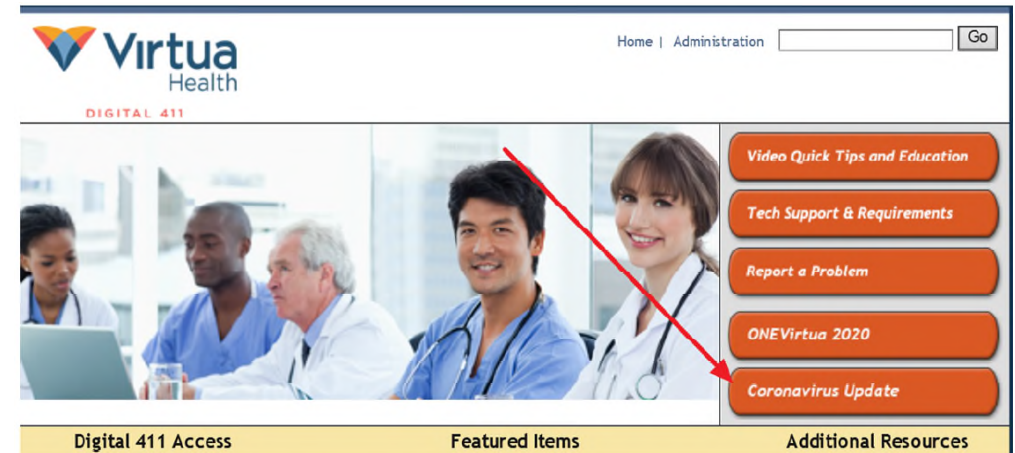 Virtua
Health
DIGITAL 411
Home | Administration Go
Video Quick Tips and Education
Tech Support & Requirements
Report a Problem
ONEVirtua 2020
Coronavirus Update
Digital 411 Access Featured Items Additional Resources